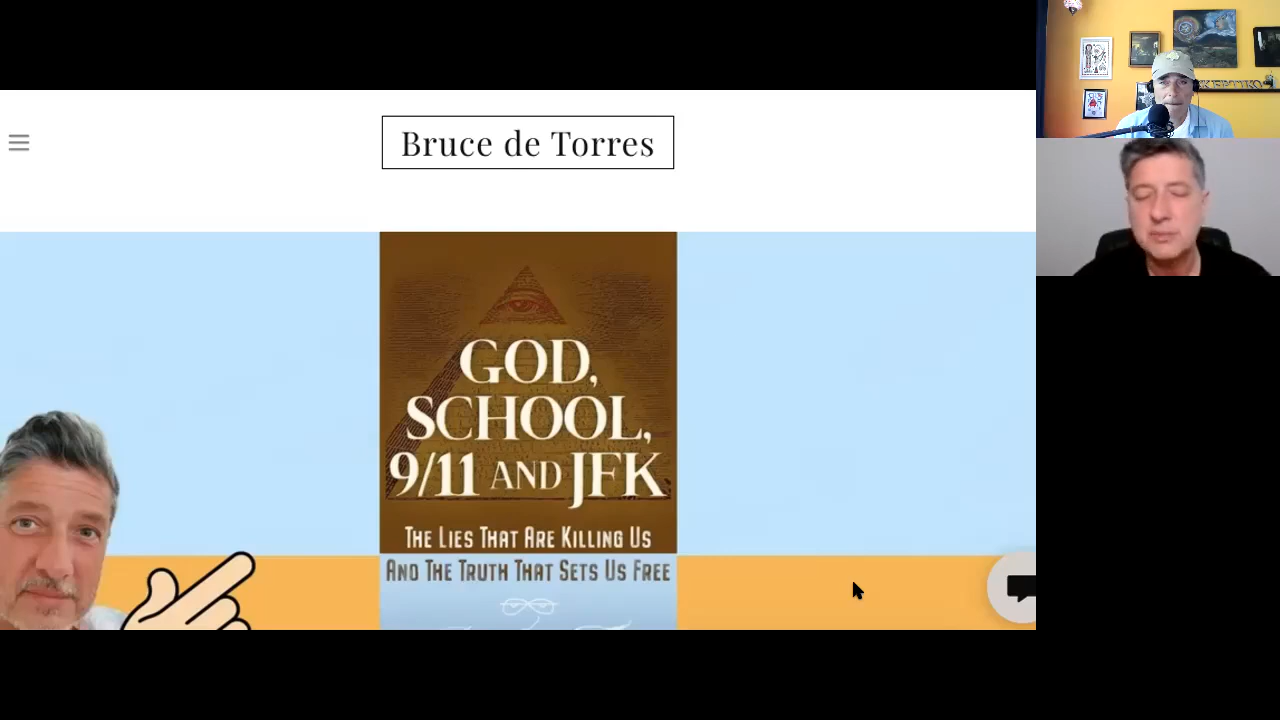 Bruce de Torres
GOD,
SCHOOL,
9/11 AND JFK
THE LIES THAT ARE KILLING US
AND THE TRUTH THAT SETS US FREE
SKEPTIKO